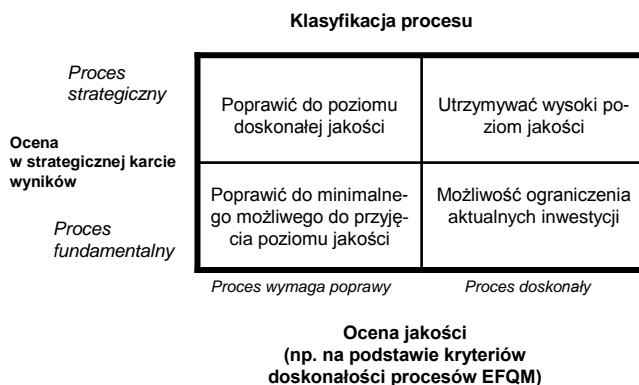 Klasyfikacja procesu
Proces
strategiczny
Poprawić do poziomu
doskonałej jakości
Utrzymywać wysoki po-
ziom jakości
Ocena
w strategicznej karcie
wyników
Poprawić do minimalne-
go możliwego do przyję-
cia poziomu jakości
Możliwość ograniczenia
aktualnych inwestycji
Proces
fundamentalny
Proces wymaga poprawy
Proces doskonały
Ocena jakości
(np. na podstawie kryteriów
doskonałości procesów EFQM)